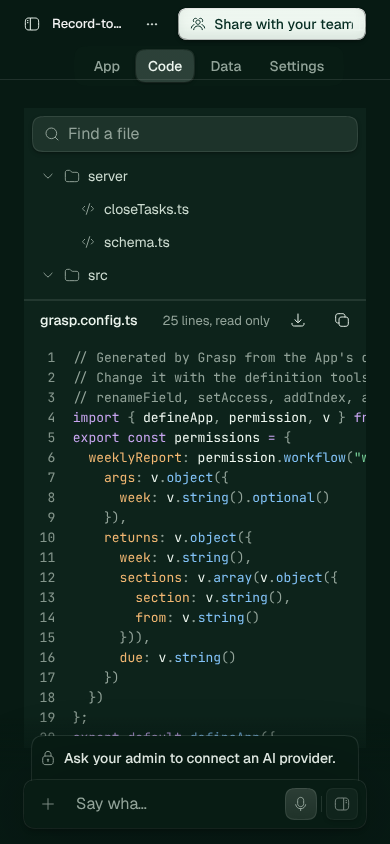 Record-to...
Share with your team
App Code Data Settings
Find a file
server
closeTasks.ts
schema.ts
src
grasp.config.ts 25 lines, read only
1 // Generated by Grasp from the App's
2 // Change it with the definition tools
3 // renameField, setAccess, addIndex,
4 import { defineApp, permission, v }
5 export const permissions = {
6 weeklyReport: permission.workflow("
7 args: v.object({
8 week: v.string().optional()
9 }),
10 returns: v.object({
11 week: v.string(),
12 sections: v.array(v.object({
13 section: v.string(),
14 from: v.string()
15 })),
16 due: v.string()
17 })
18 })
19 };
20 export default defineApp({
Ask your admin to connect an AI provider.
Say wha...